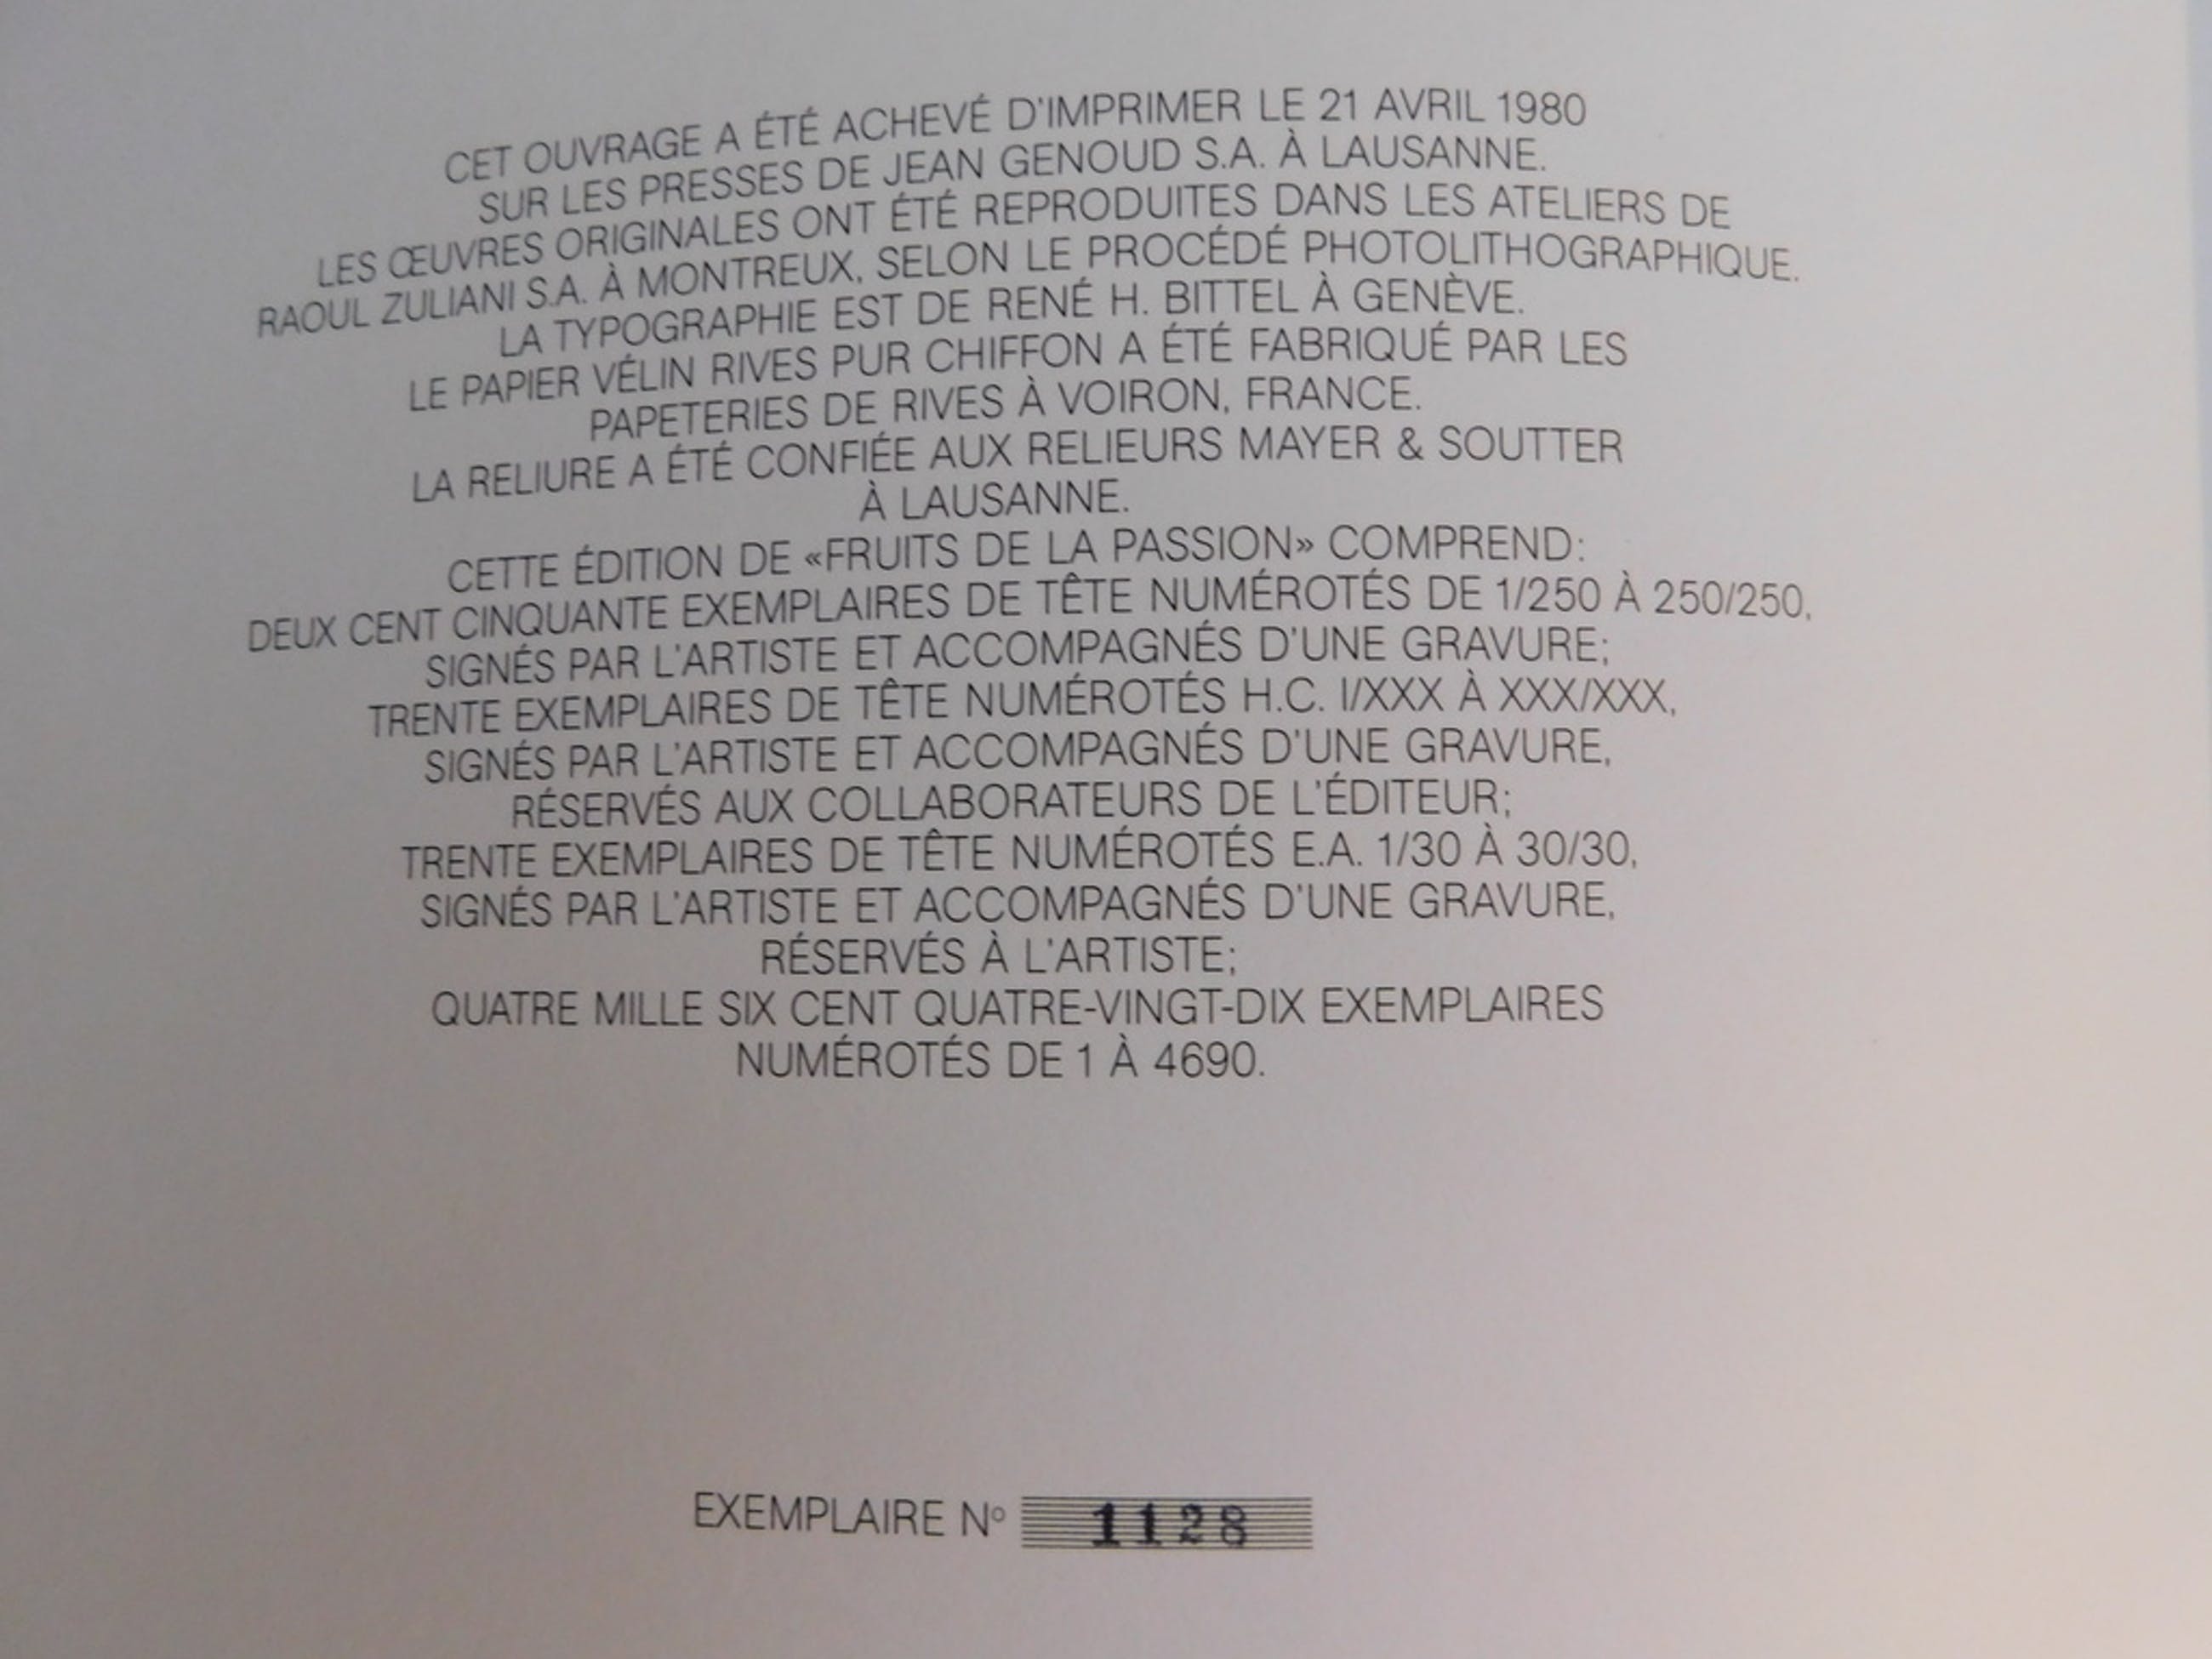 CET OUVRAGE A ÉTÉ ACHEVÉ D'IMPRIMER LE 21 AVRIL 1980
SUR LES PRESSES DE JEAN GENOUD S.A. À LAUSANNE.
LES ŒUVRES ORIGINALES ONT ÉTÉ REPRODUITES DANS LES ATELIERS DE
RAOUL ZULIANI S.A. À MONTREUX, SELON LE PROCÉDÉ PHOTOLITHOGRAPHIQUE.
LA TYPOGRAPHIE EST DE RENÉ H. BITTEL À GENÈVE.
LE PAPIER VÉLIN RIVES PUR CHIFFON A ÉTÉ FABRIQUÉ PAR LES
PAPETERIES DE RIVES À VOIRON, FRANCE.
LA RELIURE A ÉTÉ CONFIÉE AUX RELIEURS MAYER & SOUTTER
À LAUSANNE.
CETTE ÉDITION DE «FRUITS DE LA PASSION» COMPREND:
DEUX CENT CINQUANTE EXEMPLAIRES DE TÊTE NUMÉROTÉS DE 1/250 À 250/250,
SIGNÉS PAR L'ARTISTE ET ACCOMPAGNÉS D'UNE GRAVURE;
TRENTE EXEMPLAIRES DE TÊTE NUMÉROTÉS H.C. I/XXX À XXX/XXX,
SIGNÉS PAR L'ARTISTE ET ACCOMPAGNÉS D'UNE GRAVURE,
RÉSERVÉS AUX COLLABORATEURS DE L'ÉDITEUR;
TRENTE EXEMPLAIRES DE TÊTE NUMÉROTÉS E.A. 1/30 À 30/30,
SIGNÉS PAR L'ARTISTE ET ACCOMPAGNÉS D'UNE GRAVURE,
RÉSERVÉS À L'ARTISTE;
QUATRE MILLE SIX CENT QUATRE-VINGT-DIX EXEMPLAIRES
NUMÉROTÉS DE 1 À 4690.
EXEMPLAIRE Nº 1128